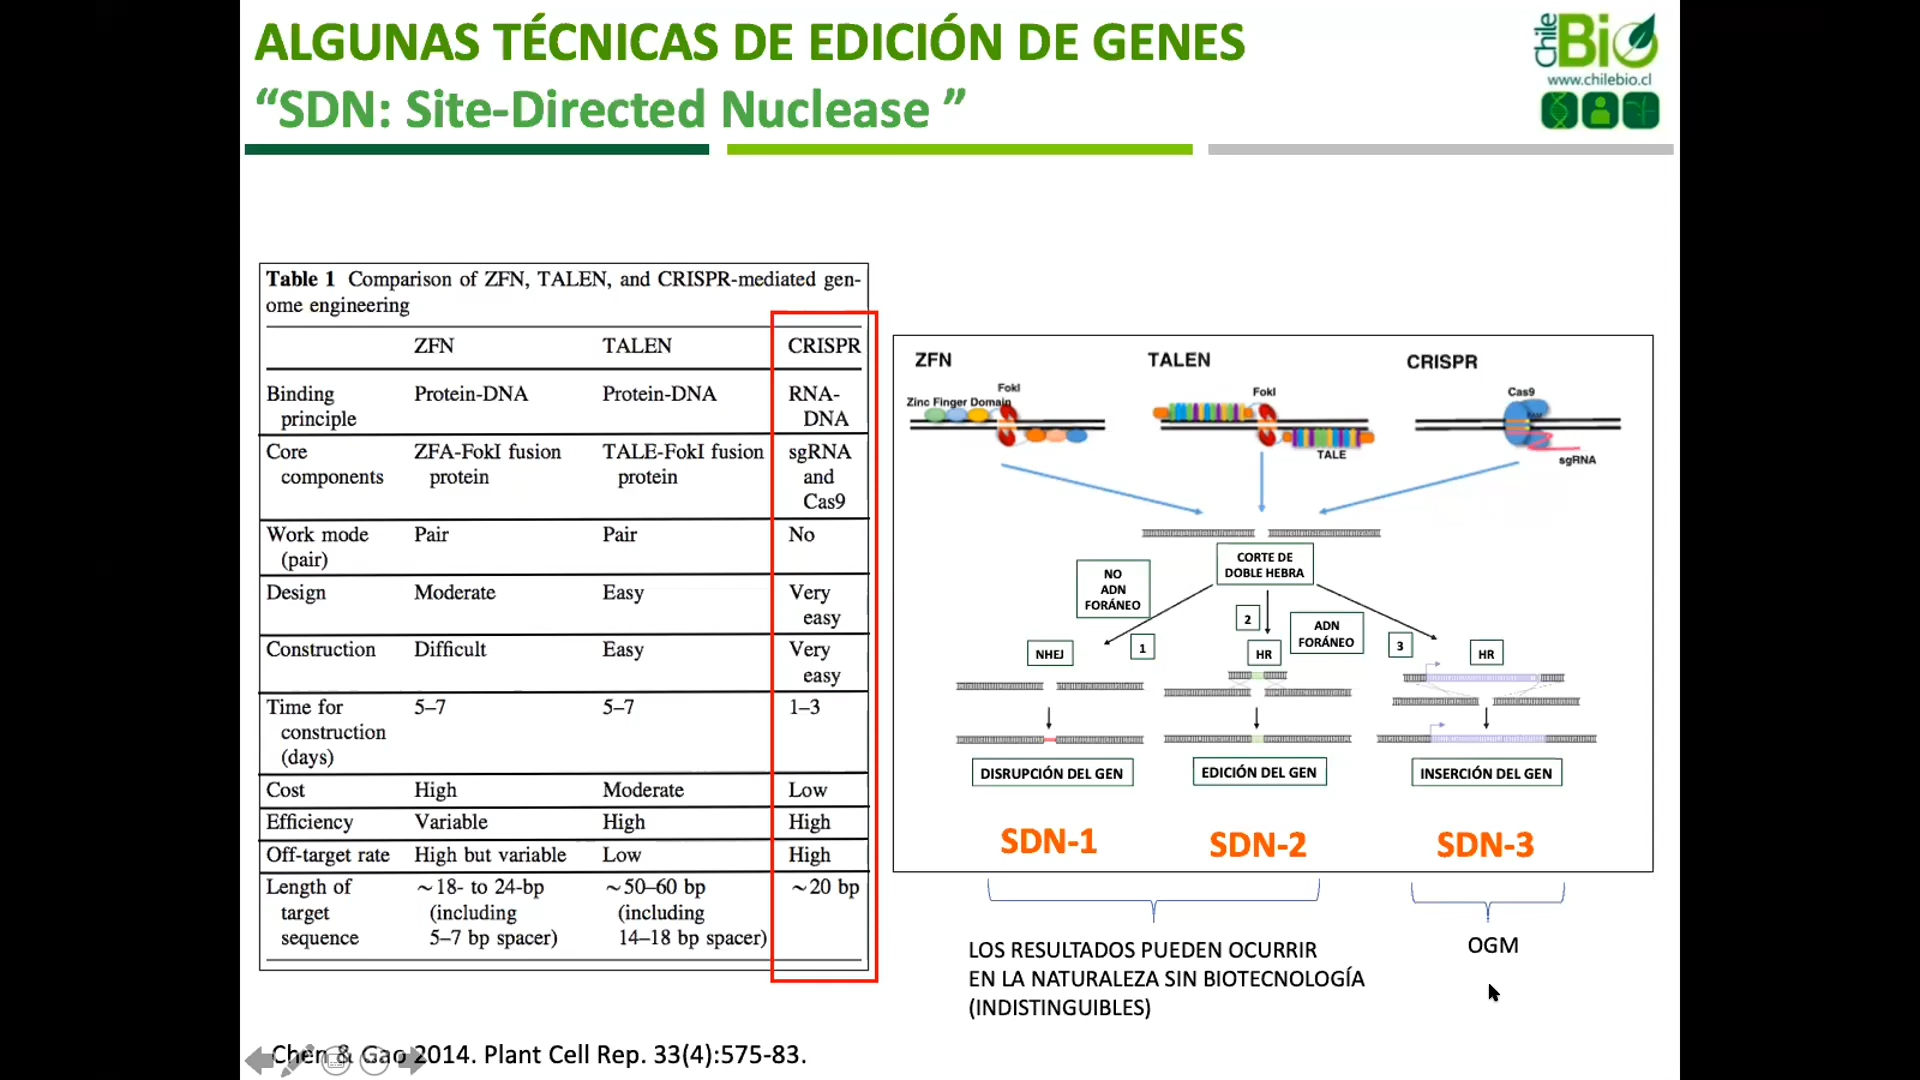 ALGUNAS TÉCNICAS DE EDICIÓN DE GENES
“SDN: Site-Directed Nuclease ”
Chile
Bio
www.chilebio.cl
Table 1 Comparison of ZFN, TALEN, and CRISPR-mediated gen-
ome engineering
ZFN TALEN CRISPR
Binding principle Protein-DNA Protein-DNA RNA-DNA
Core components ZFA-FokI fusion protein TALE-FokI fusion protein sgRNA and Cas9
Work mode (pair) Pair Pair No
Design Moderate Easy Very easy
Construction Difficult Easy Very easy
Time for construction (days) 5–7 5–7 1–3
Cost High Moderate Low
Efficiency Variable High High
Off-target rate High but variable Low High
Length of target sequence ~18- to 24-bp (including 5–7 bp spacer) ~50–60 bp (including 14–18 bp spacer) ~20 bp
ZFN
TALEN
CRISPR
FokI
Zinc Finger Domain
FokI
TALE
Cas9
PAM
sgRNA
CORTE DE
DOBLE HEBRA
NO
ADN
FORÁNEO
2
ADN
FORÁNEO
NHEJ
1
HR
3
HR
DISRUPCIÓN DEL GEN
EDICIÓN DEL GEN
INSERCIÓN DEL GEN
SDN-1
SDN-2
SDN-3
LOS RESULTADOS PUEDEN OCURRIR
EN LA NATURALEZA SIN BIOTECNOLOGÍA
(INDISTINGUIBLES)
OGM
Chen & Gao 2014. Plant Cell Rep. 33(4):575-83.